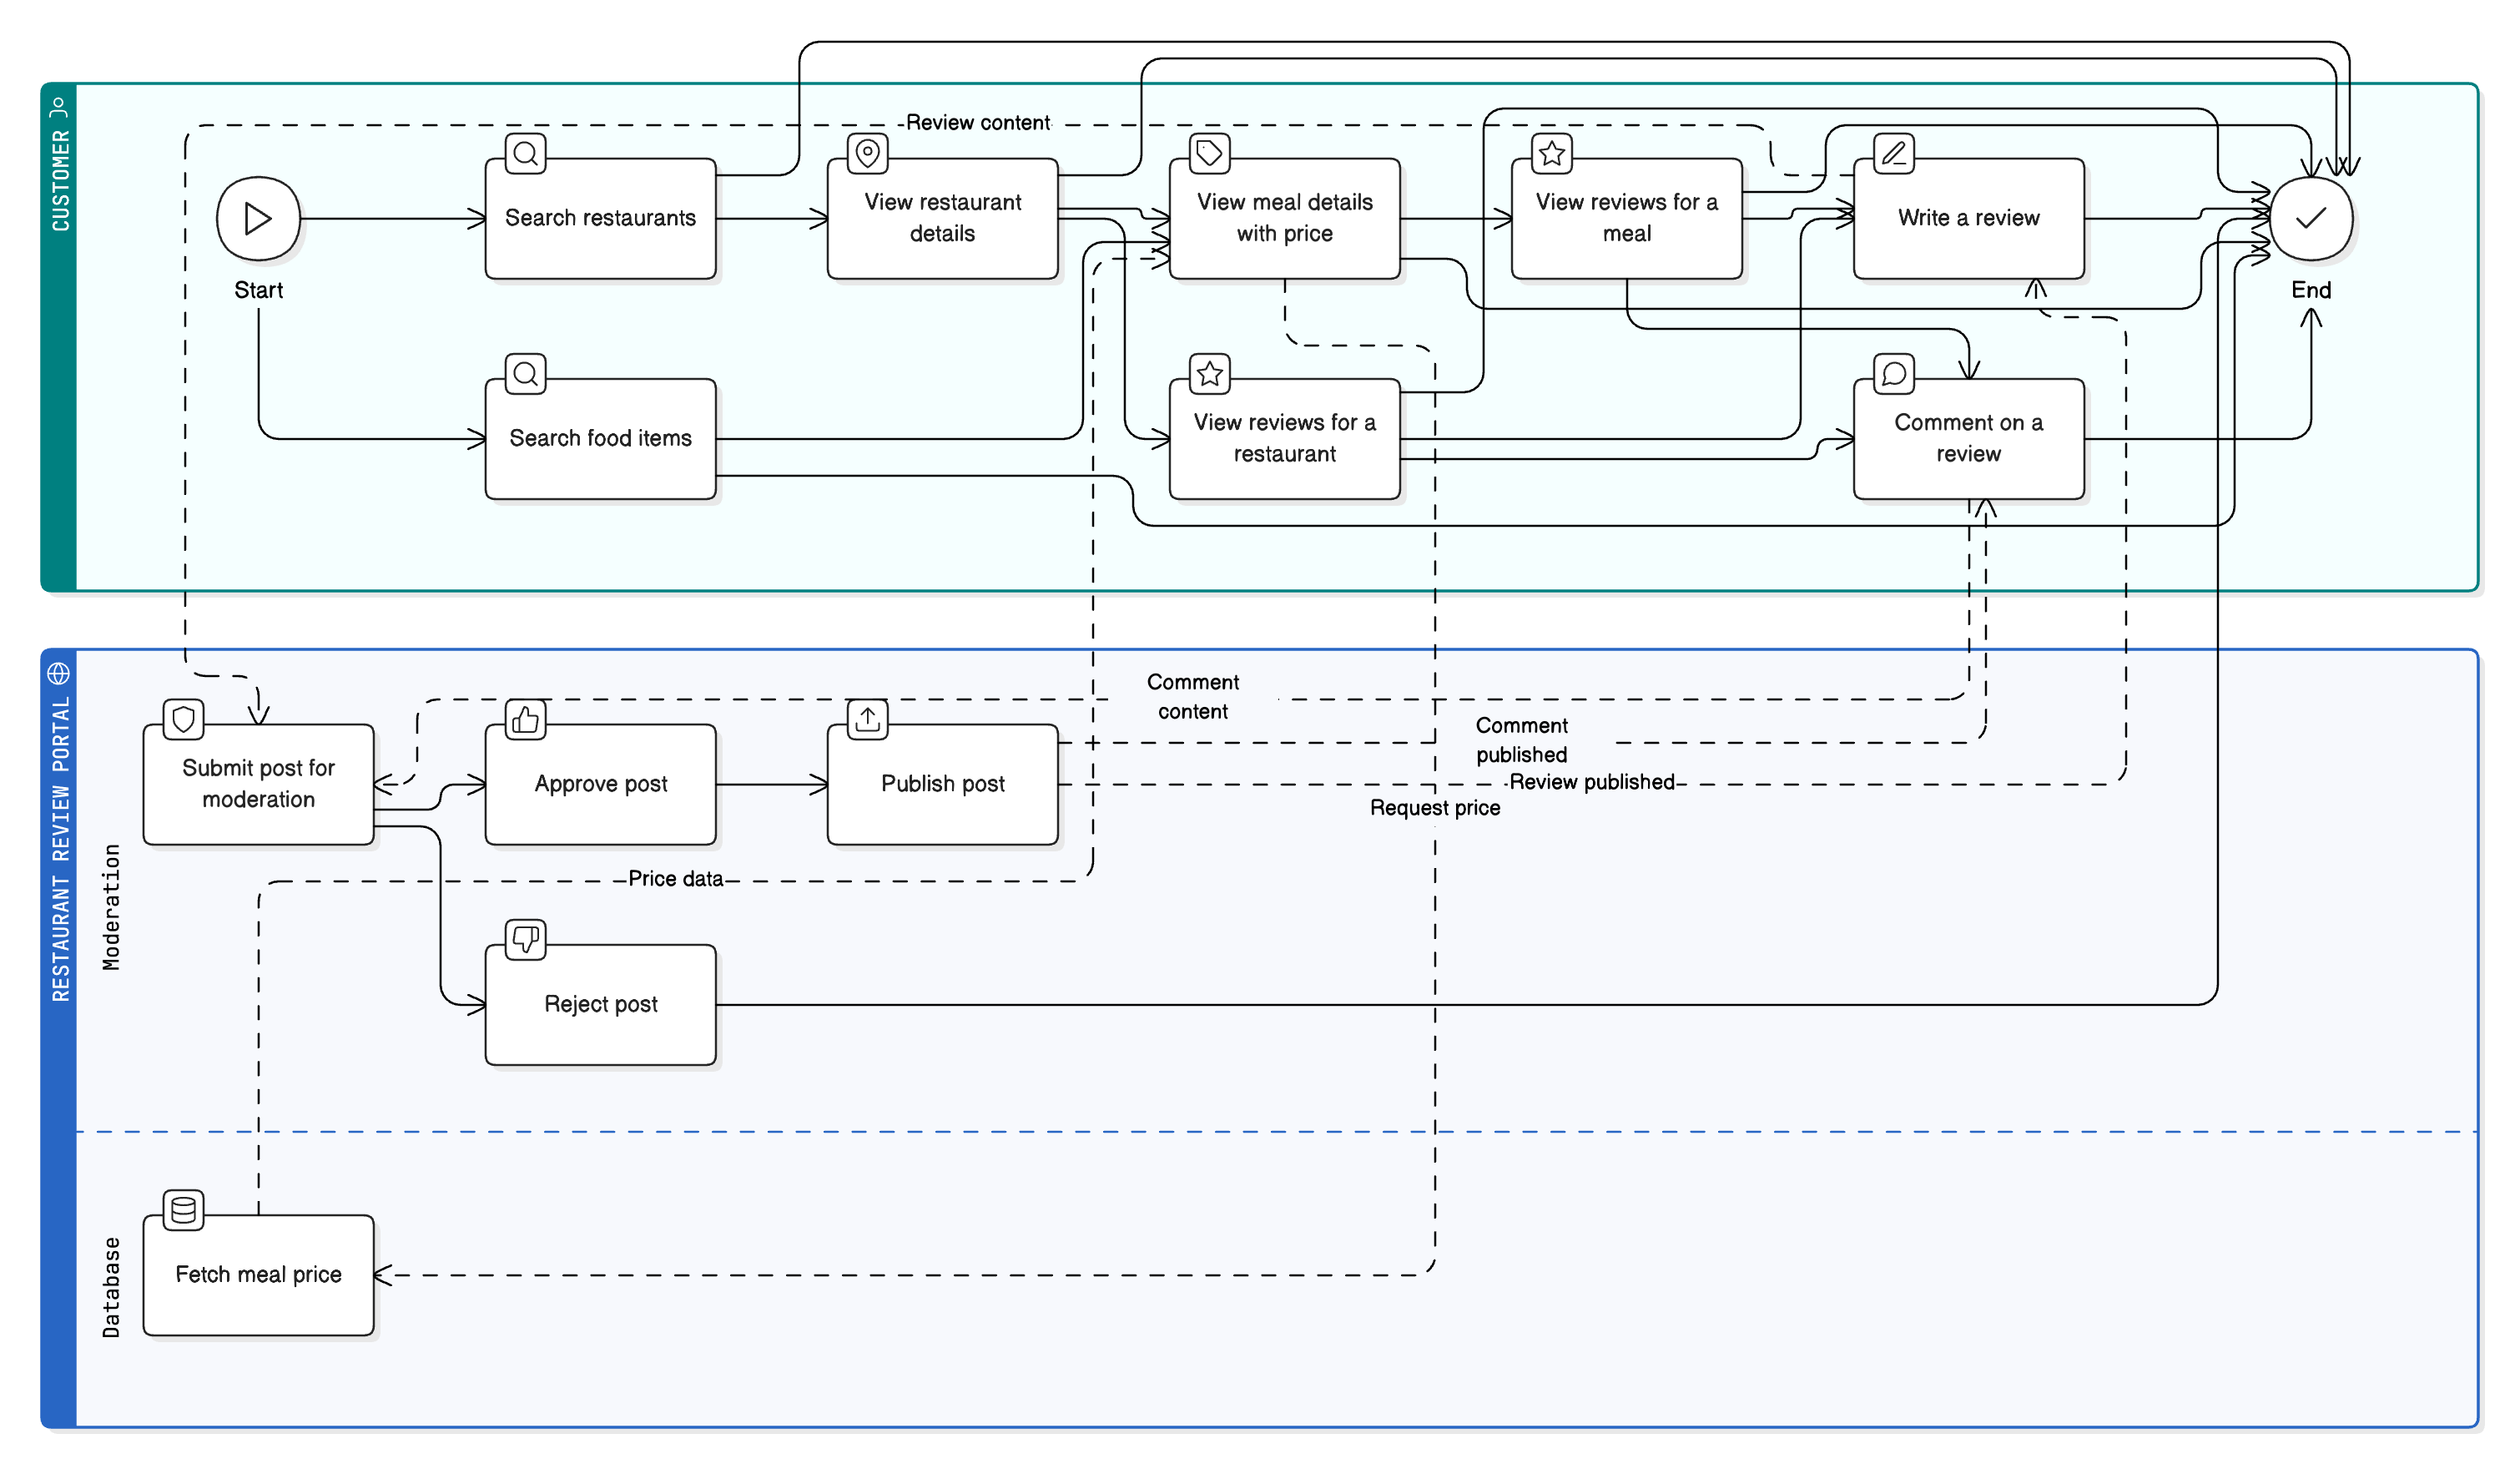 CUSTOMER
Review content
Start
Search restaurants
View restaurant
details
View meal details
with price
View reviews for a
meal
Write a review
End
Search food items
View reviews for a
restaurant
Comment on a
review
RESTAURANT REVIEW PORTAL
Moderation
Comment
content
Comment
published
Review published
Request price
Submit post for
moderation
Approve post
Publish post
Price data
Reject post
Database
Fetch meal price